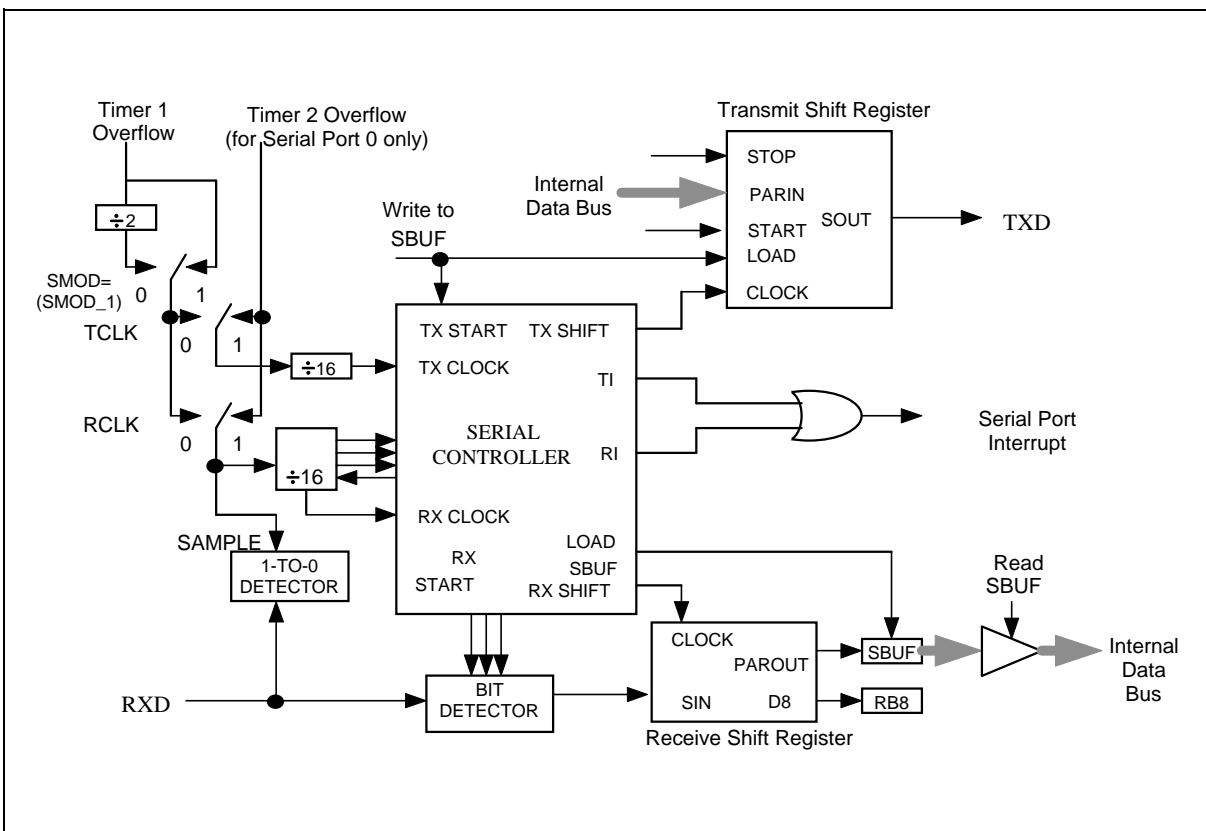 Timer 1
Overflow
Timer 2 Overflow
(for Serial Port 0 only)
Transmit Shift Register
÷2
SMOD=
(SMOD_1)
0
1
TCLK
0
1
÷16
RCLK
0
1
÷16
SAMPLE
1-TO-0
DETECTOR
RXD
Write to
SBUF
Internal
Data Bus
STOP
PARIN
SOUT
START
LOAD
CLOCK
TXD
TX START
TX SHIFT
TX CLOCK
TI
SERIAL
CONTROLLER
RI
RX CLOCK
LOAD
SBUF
RX
START
RX SHIFT
Serial Port
Interrupt
BIT
DETECTOR
CLOCK
PAROUT
SIN
D8
Receive Shift Register
SBUF
RB8
Read
SBUF
Internal
Data
Bus